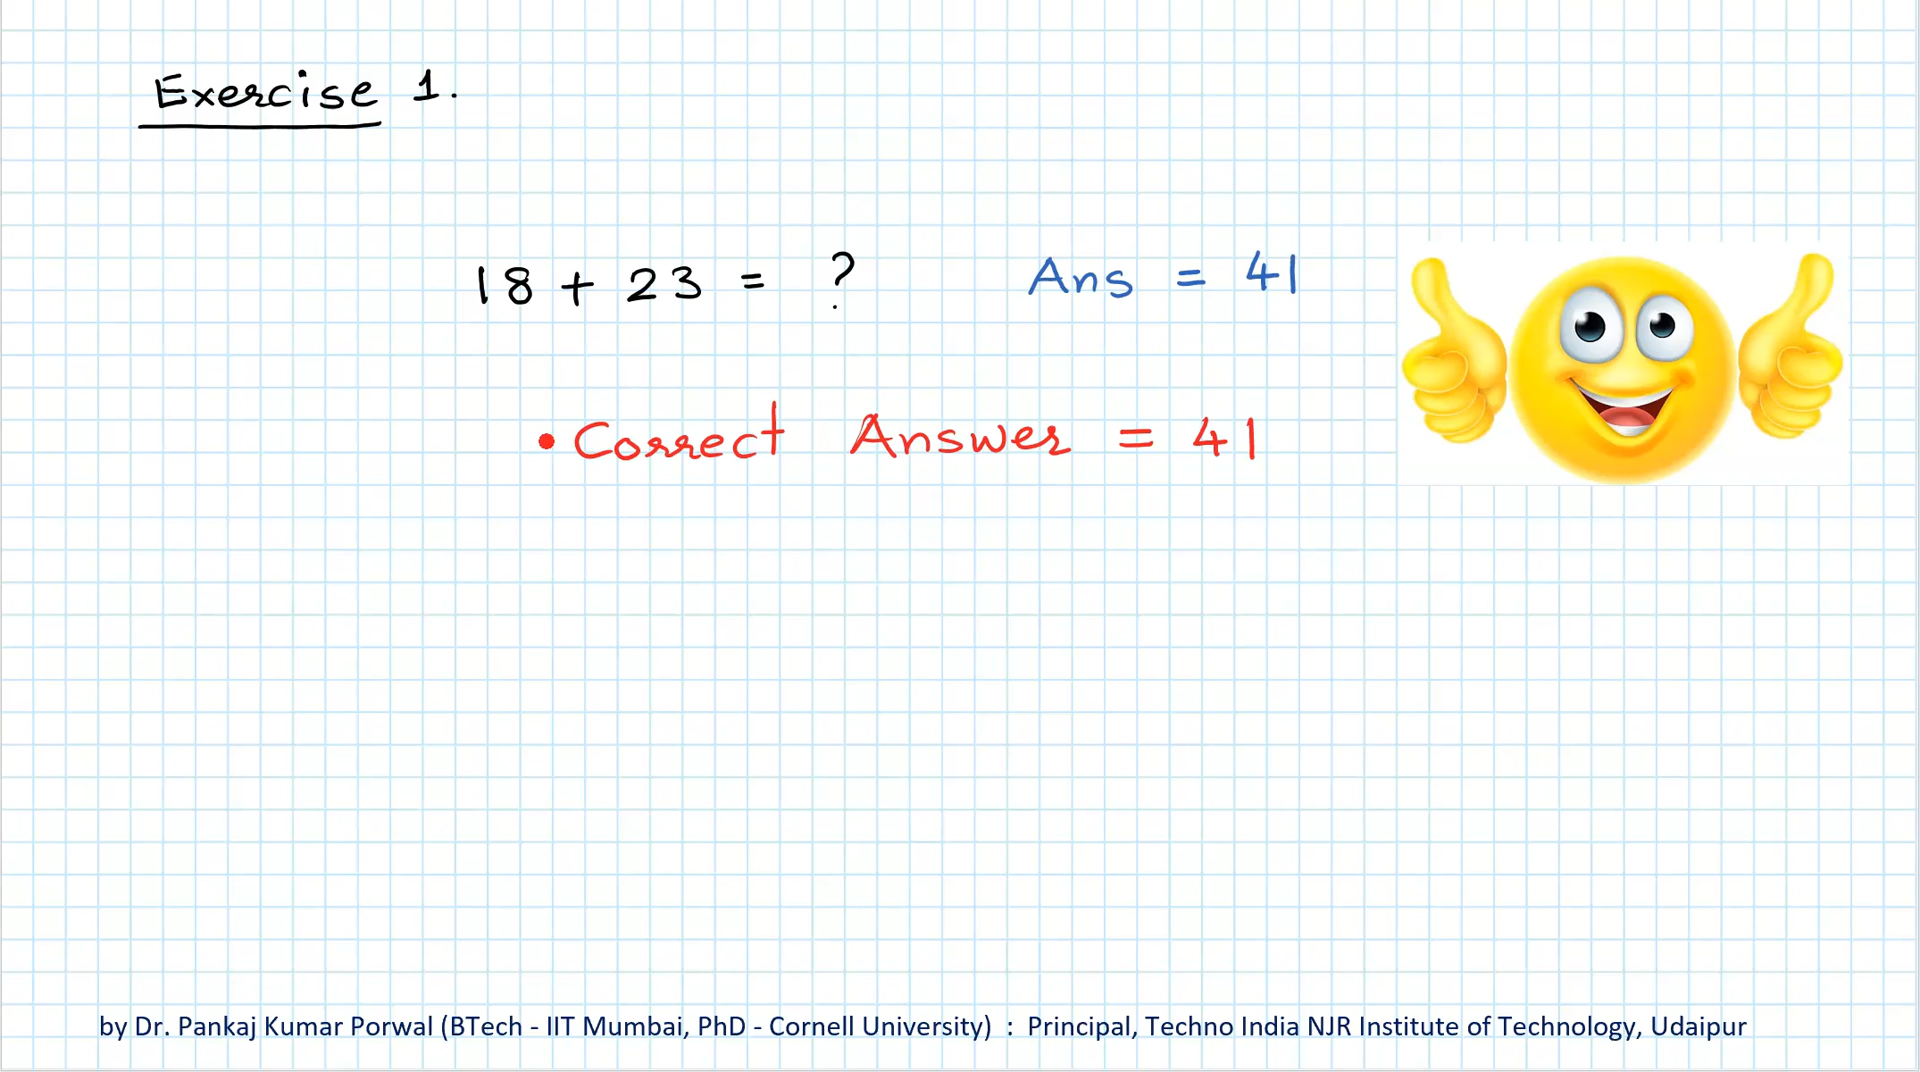 Exercise 1.
18 + 23 = ? Ans = 41
• Correct Answer = 41
by Dr. Pankaj Kumar Porwal (BTech - IIT Mumbai, PhD - Cornell University) : Principal, Techno India NJR Institute of Technology, Udaipur